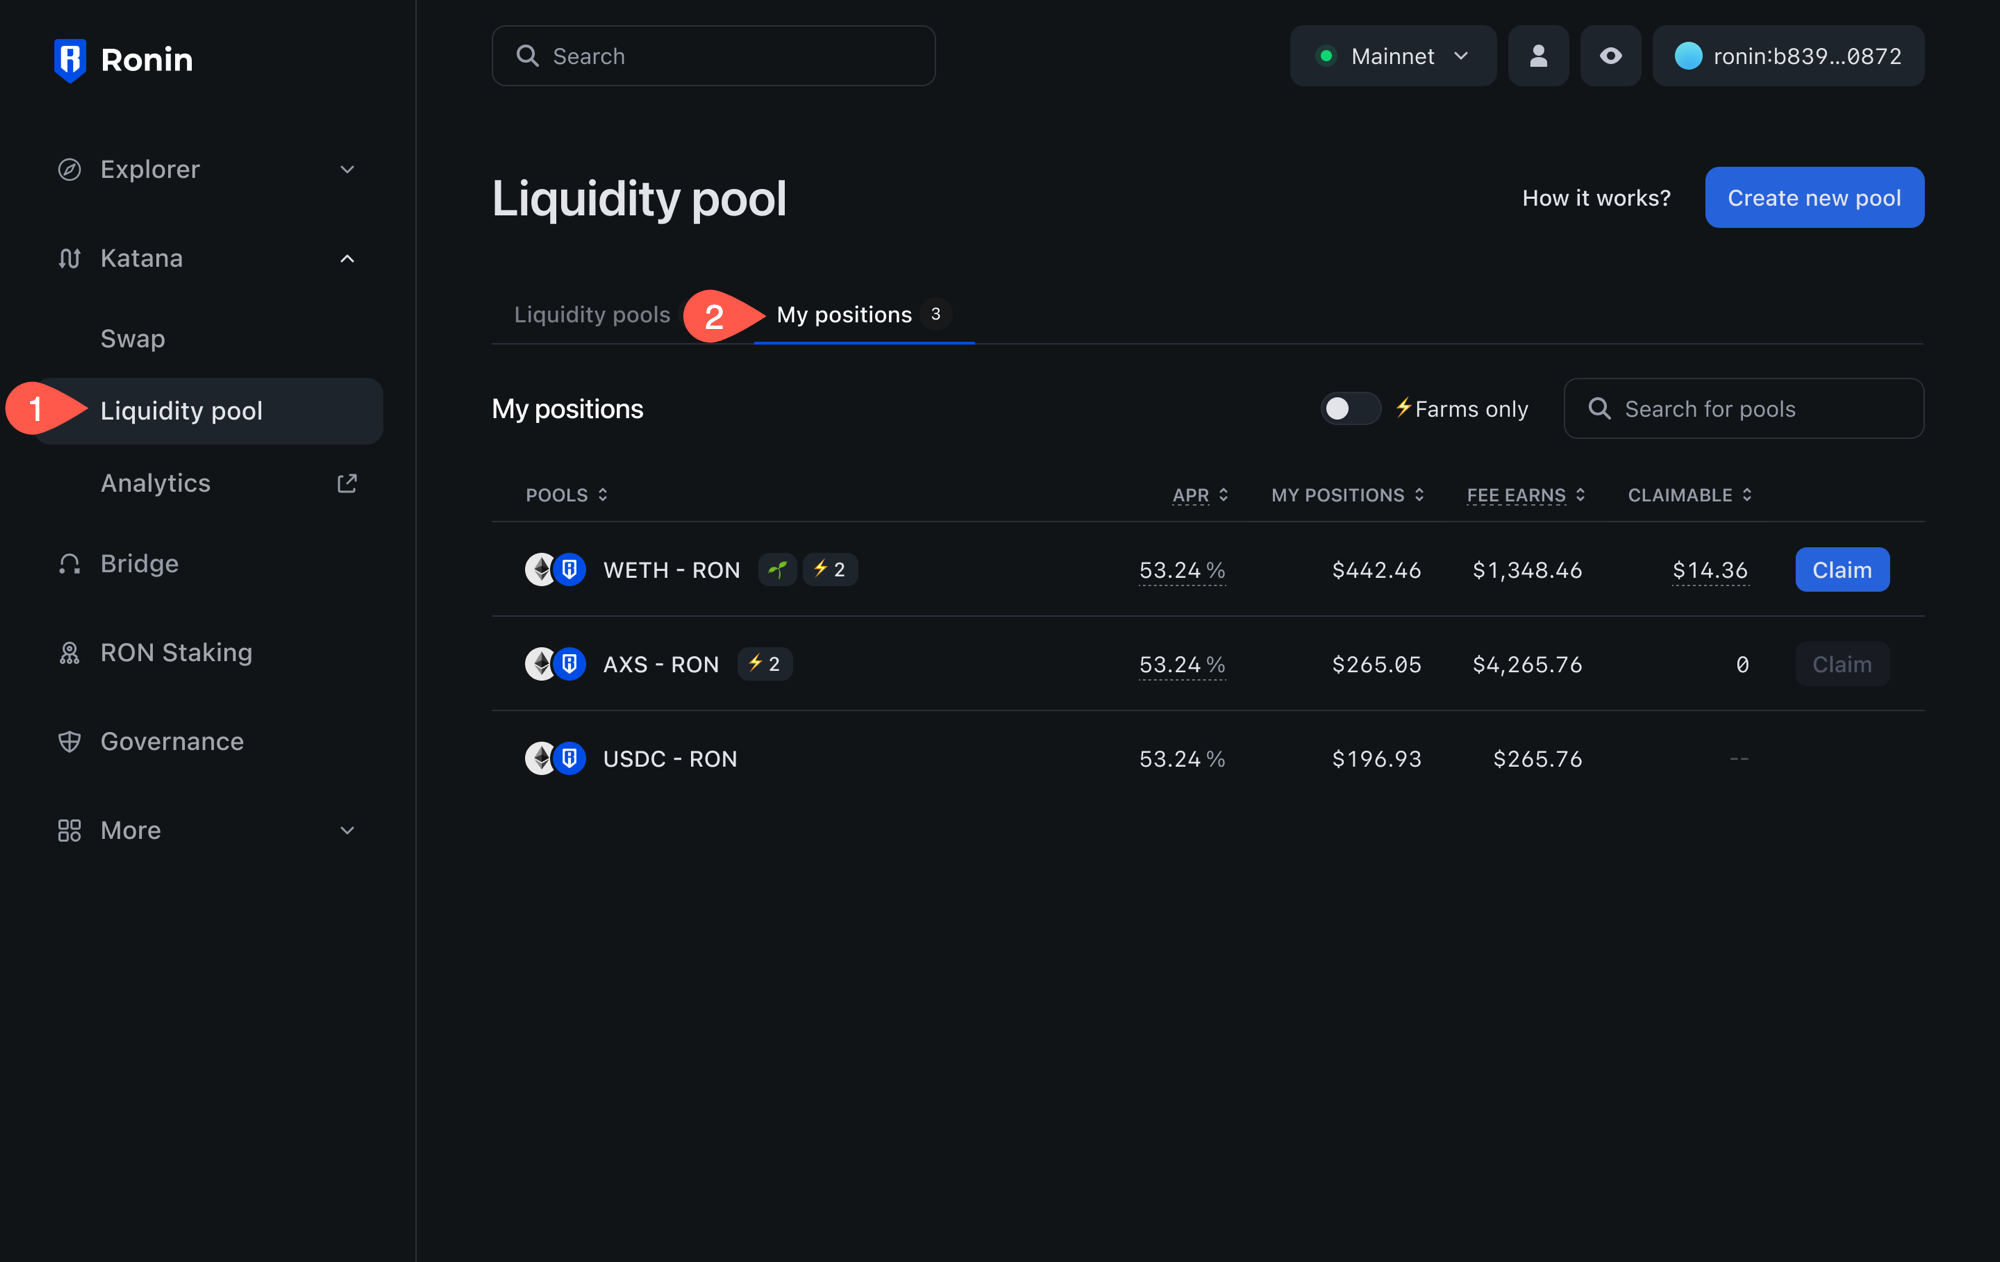 Ronin
Search
Mainnet
ronin:b839...0872
Explorer
Katana
Swap
1
Liquidity pool
Analytics
Bridge
RON Staking
Governance
More
Liquidity pool
How it works?
Create new pool
Liquidity pools
2
My positions 3
My positions
Farms only
Search for pools
POOLS APR MY POSITIONS FEE EARNS CLAIMABLE
WETH - RON 2 53.24 % $442.46 $1,348.46 $14.36 Claim
AXS - RON 2 53.24 % $265.05 $4,265.76 0 Claim
USDC - RON 53.24 % $196.93 $265.76 --